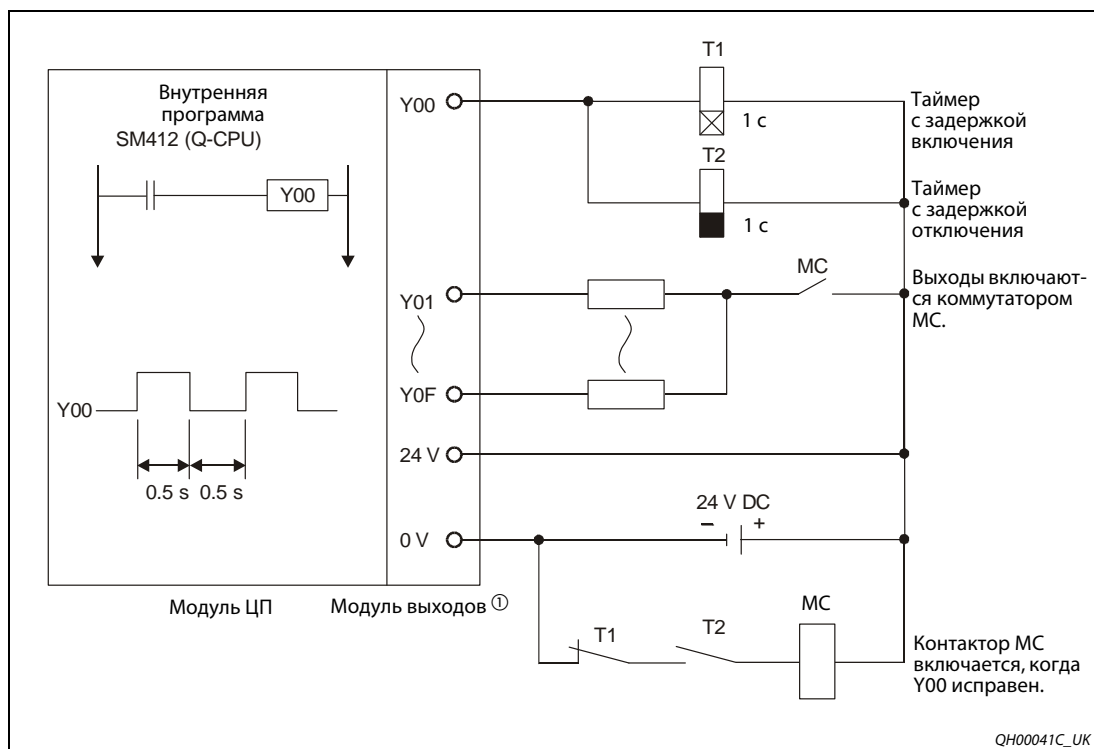 Внутренняя
программа
SM412 (Q-CPU)
Y00
Y00
0.5 s 0.5 s
Модуль ЦП
Y00
Y01
Y0F
24 V
0 V
Модуль выходов ①
T1
1 с
T2
1 с
MC
24 V DC
– +
T1
T2
MC
Таймер
с задержкой
включения
Таймер
с задержкой
отключения
Выходы включают-
ся коммутатором
МС.
Контактор МС
включается, когда
Y00 исправен.
QH00041C_UK